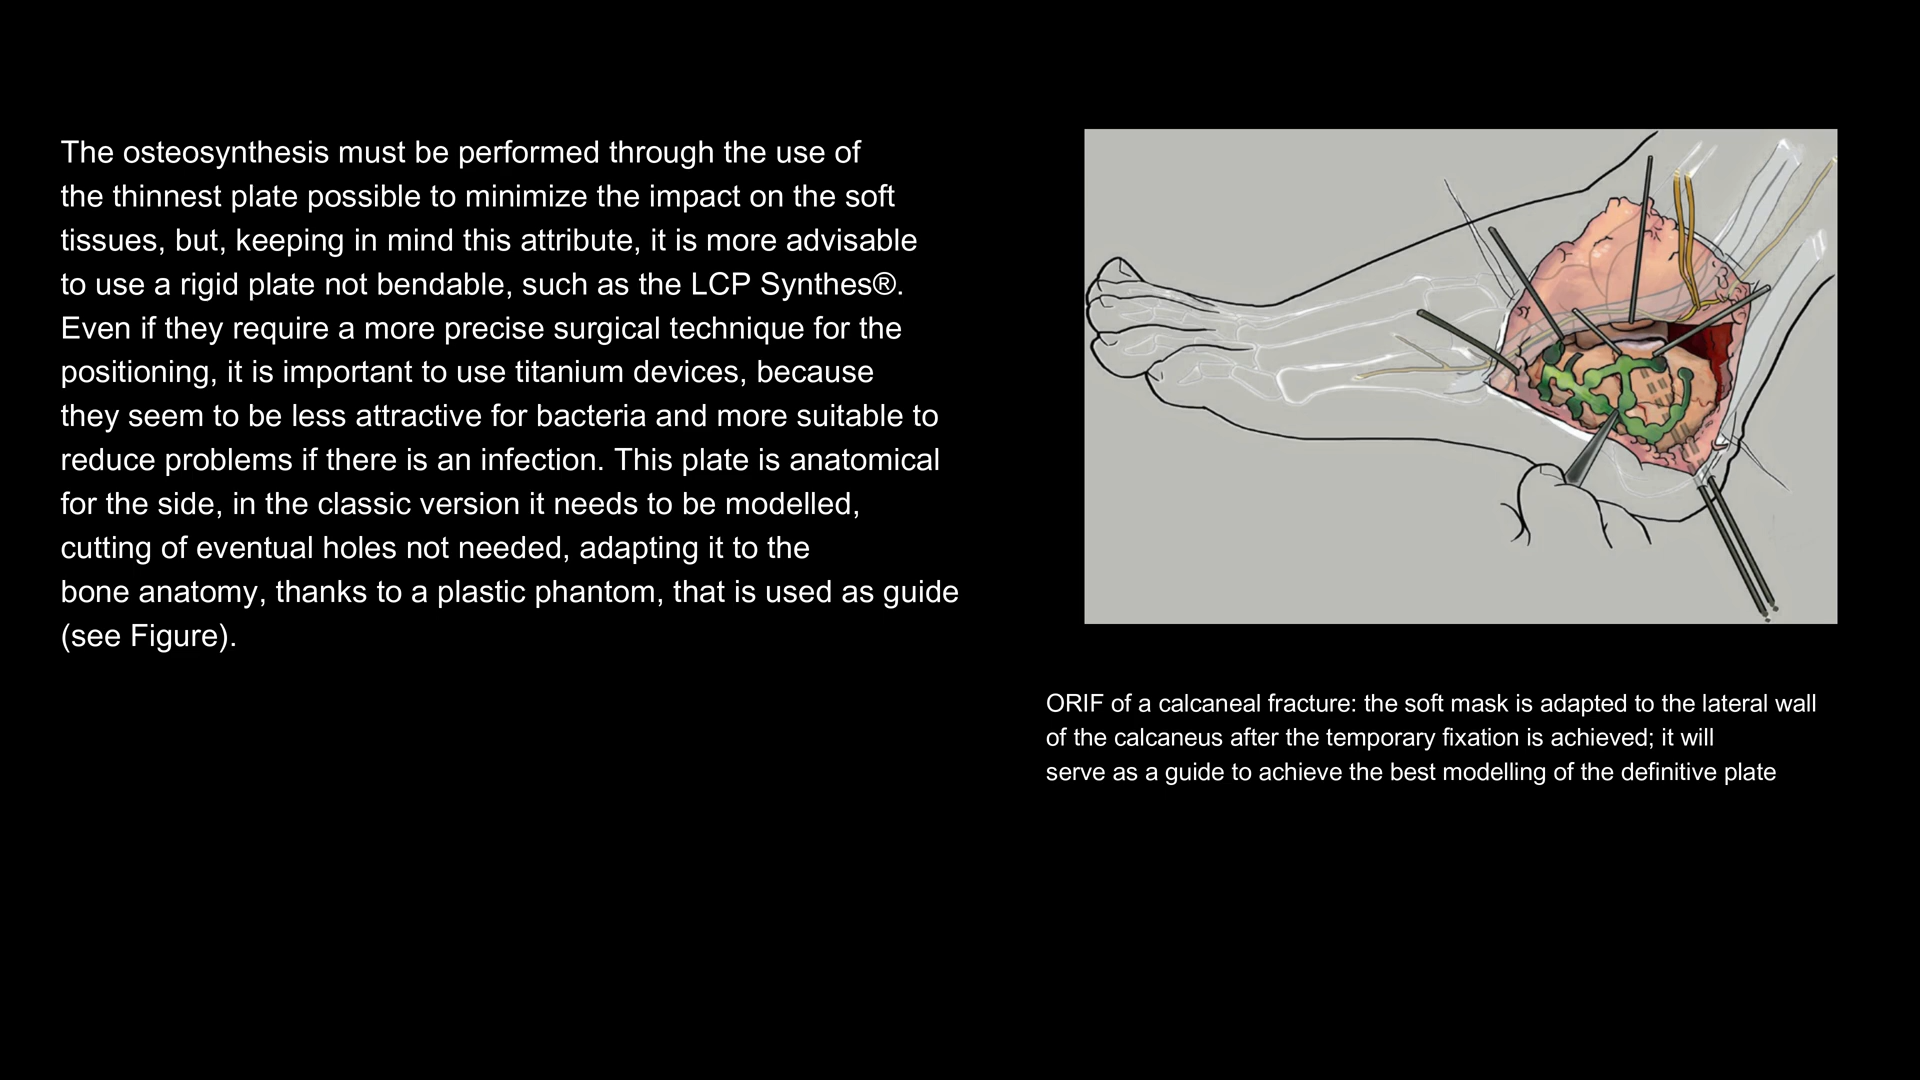 The osteosynthesis must be performed through the use of
the thinnest plate possible to minimize the impact on the soft
tissues, but, keeping in mind this attribute, it is more advisable
to use a rigid plate not bendable, such as the LCP Synthes®.
Even if they require a more precise surgical technique for the
positioning, it is important to use titanium devices, because
they seem to be less attractive for bacteria and more suitable to
reduce problems if there is an infection. This plate is anatomical
for the side, in the classic version it needs to be modelled,
cutting of eventual holes not needed, adapting it to the
bone anatomy, thanks to a plastic phantom, that is used as guide
(see Figure).
ORIF of a calcaneal fracture: the soft mask is adapted to the lateral wall
of the calcaneus after the temporary fixation is achieved; it will
serve as a guide to achieve the best modelling of the definitive plate